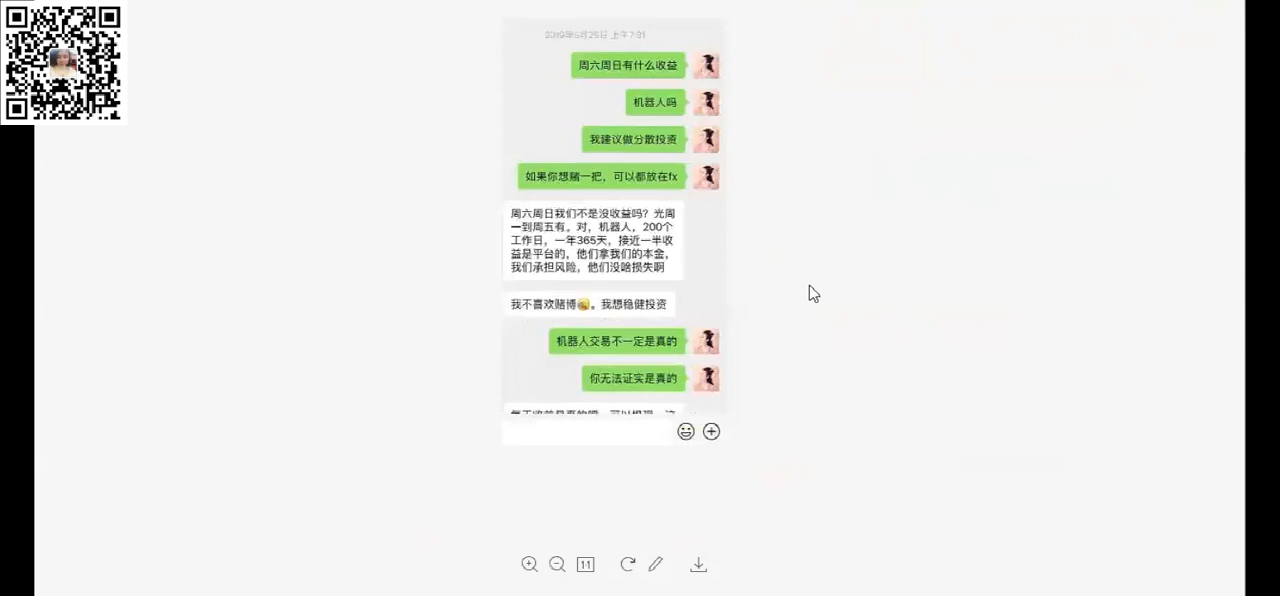 2019年6月25日 上午7:31
周六周日有什么收益
机器人吗
我建议做分散投资
如果你想赌一把，可以都放在fx
周六周日我们不是没收益吗？光周
一到周五有。对，机器人，200个
工作日，一年365天，接近一半收
益是平台的，他们拿我们的本金，
我们承担风险，他们没啥损失啊
我不喜欢赌博。我想稳健投资
机器人交易不一定是真的
你无法证实是真的
1:1